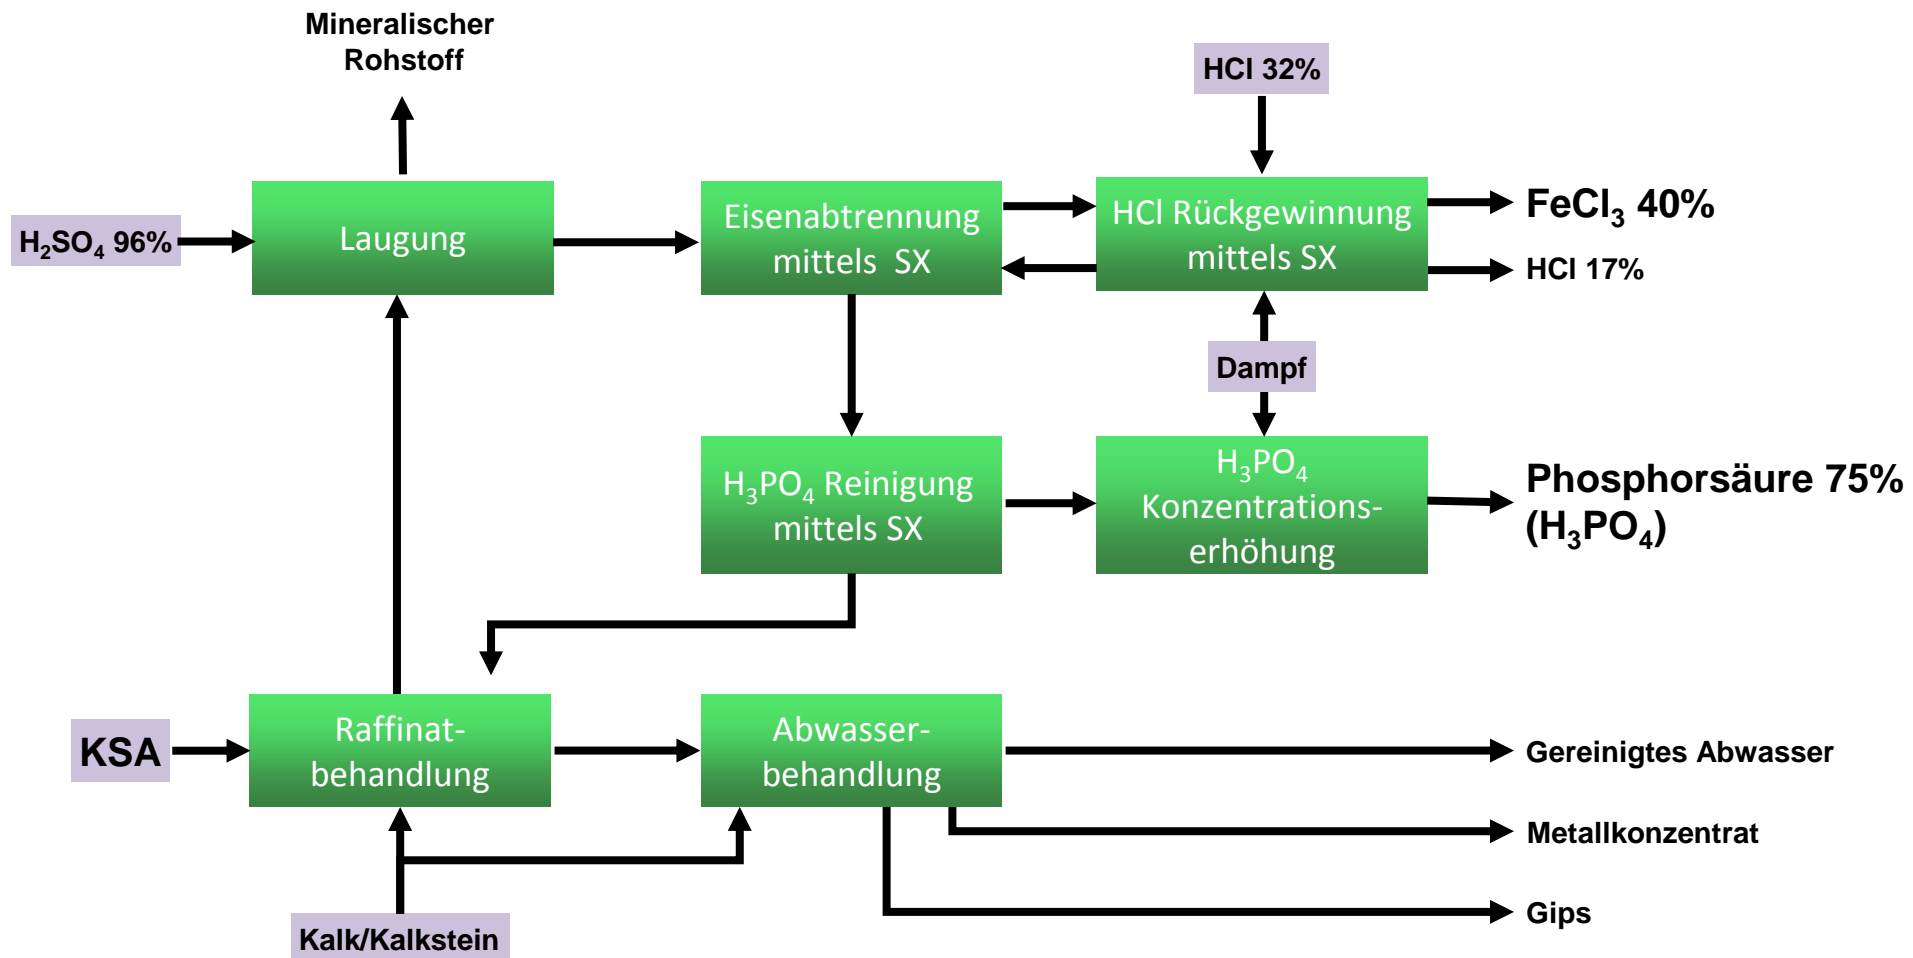 Mineralischer
Rohstoff
HCl 32%
H₂SO₄ 96%
Laugung
Eisenabtrennung
mittels SX
HCl Rückgewinnung
mittels SX
FeCl₃ 40%
HCl 17%
Dampf
H₃PO₄ Reinigung
mittels SX
H₃PO₄
Konzentrations-
erhöhung
Phosphorsäure 75%
(H₃PO₄)
KSA
Raffinat-
behandlung
Abwasser-
behandlung
Gereinigtes Abwasser
Metallkonzentrat
Gips
Kalk/Kalkstein